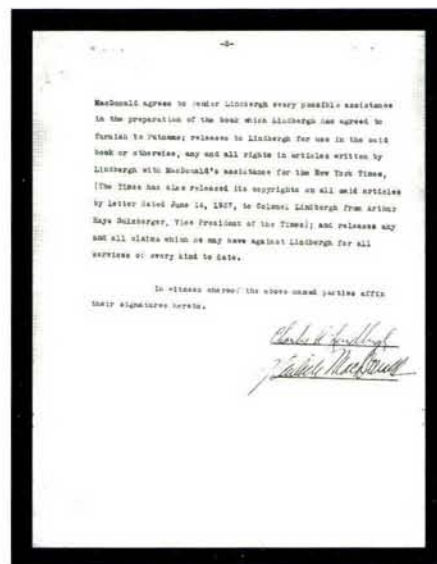 -2-
MacDonald agrees to render Lindbergh every possible assistance
in the preparation of the book which Lindbergh has agreed to
furnish to Putnams; releases to Lindbergh for use in the said
book or otherwise, any and all rights in articles written by
Lindbergh with MacDonald's assistance for the New York Times,
(The Times has also released its copyrights on all said articles
by letter dated June 14, 1927, to Colonel Lindbergh from Arthur
Hays Sulzberger, Vice President of the Times); and releases any
and all claims which he may have against Lindbergh for all
services of every kind to date.
In witness whereof the above named parties affix
their signatures hereto.
Charles A Lindbergh
Carlisle MacDonald